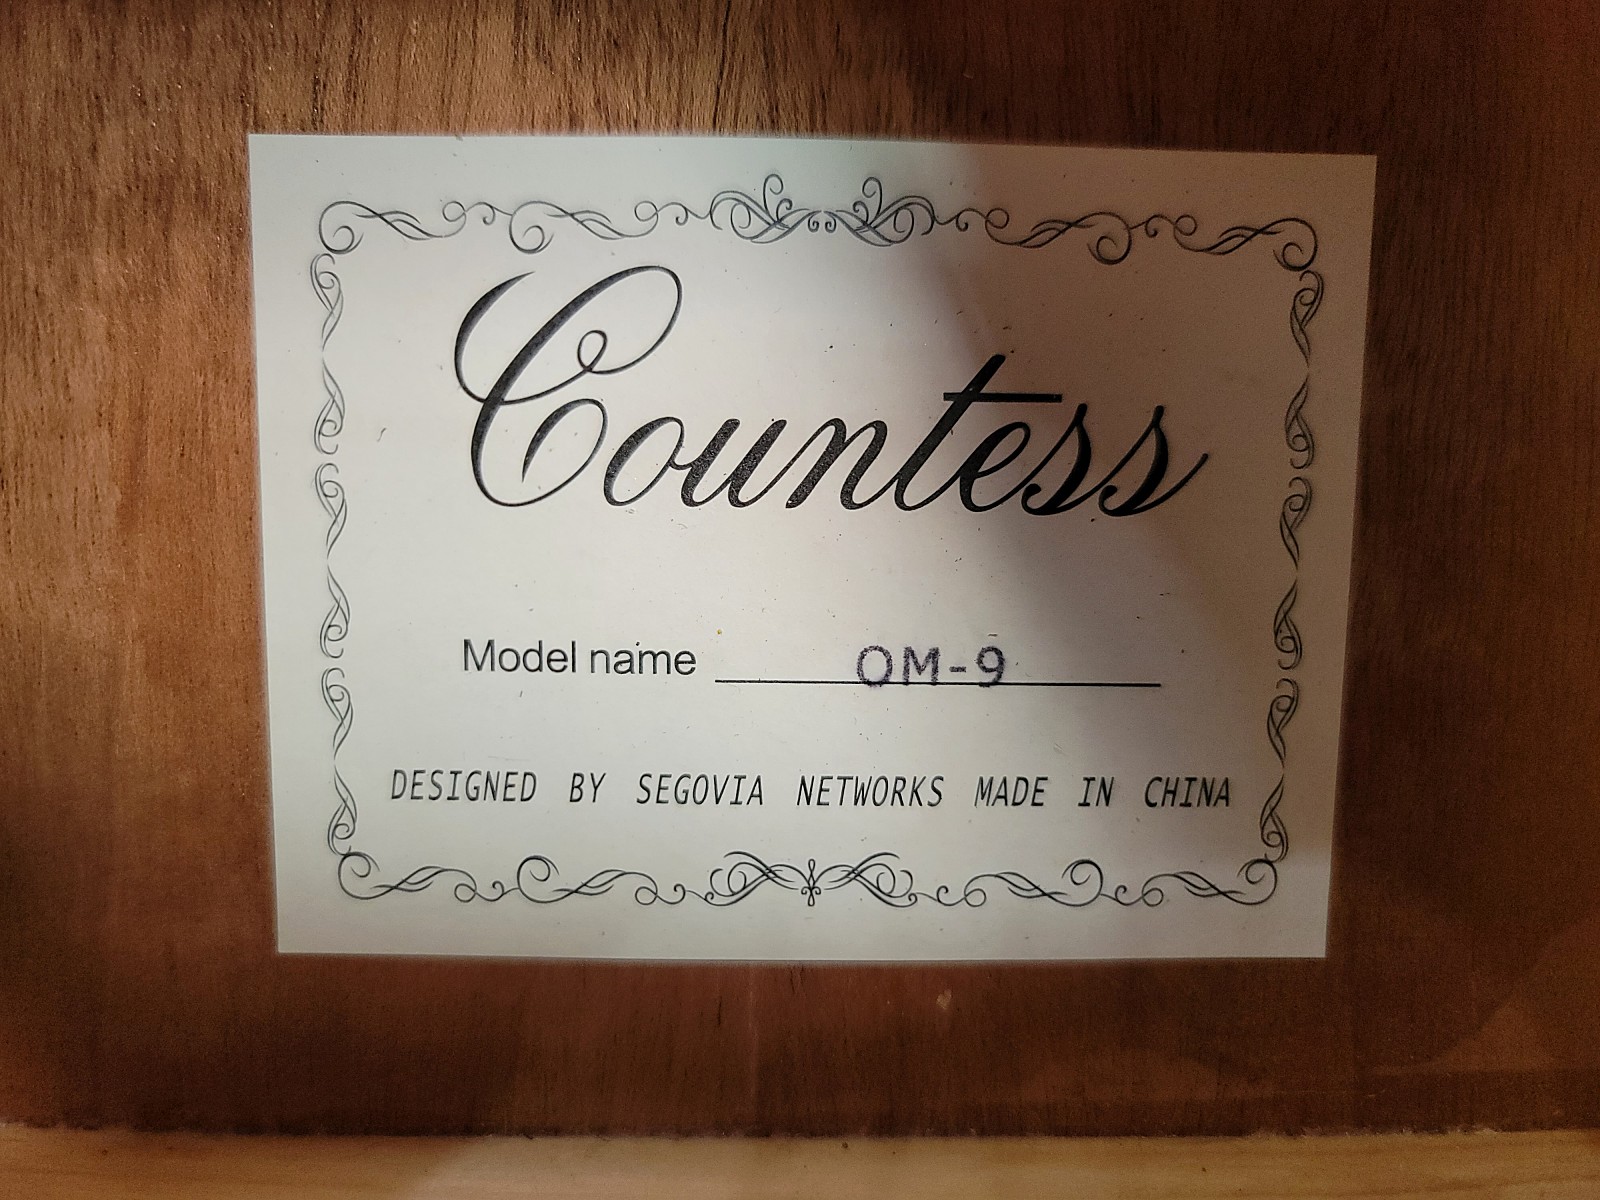 Countess
Model name OM-9
DESIGNED BY SEGOVIA NETWORKS MADE IN CHINA